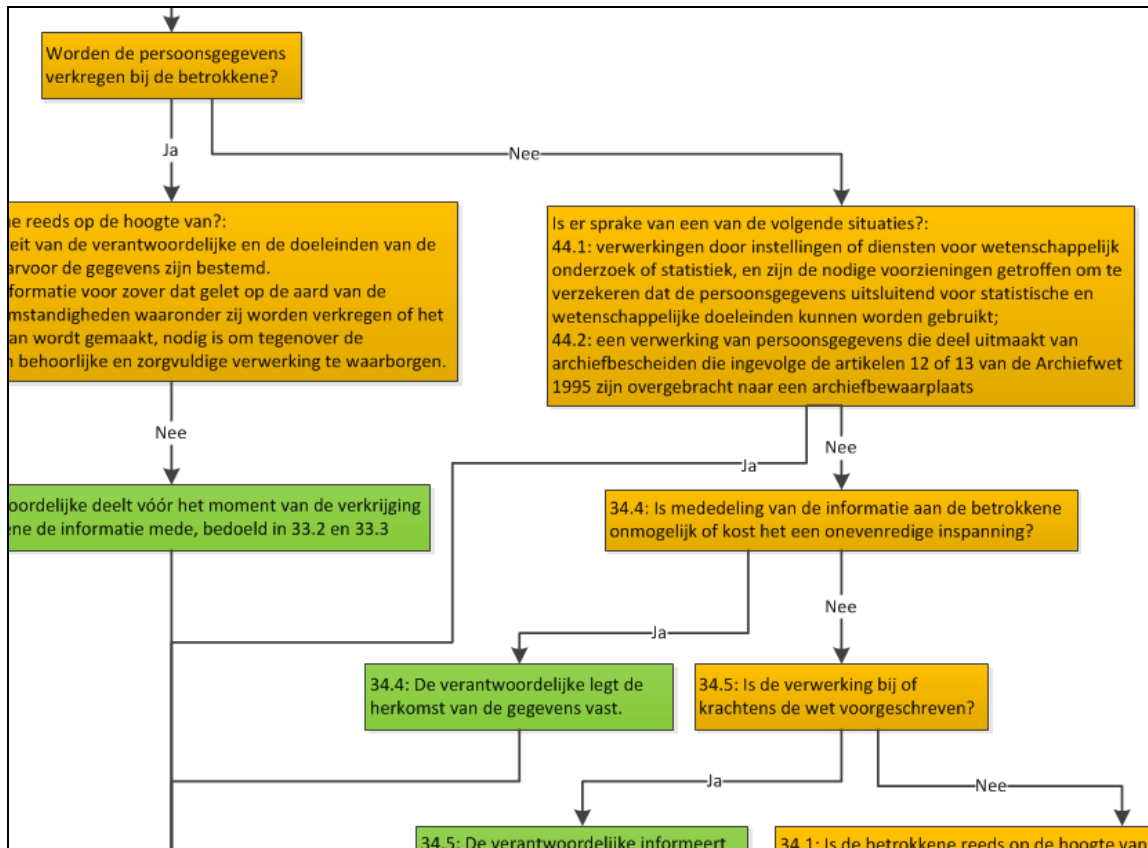 Worden de persoonsgegevens
verkregen bij de betrokkene?
Ja
Nee
reeds op de hoogte van?:
van de verantwoordelijke en de doeleinden van de
de gegevens zijn bestemd.
voor zover dat gelet op de aard van de
waaronder zij worden verkregen of het
wordt gemaakt, nodig is om tegenover de
behoorlijke en zorgvuldige verwerking te waarborgen.
Is er sprake van een van de volgende situaties?:
44.1: verwerkingen door instellingen of diensten voor wetenschappelijk
onderzoek of statistiek, en zijn de nodige voorzieningen getroffen om te
verzekeren dat de persoonsgegevens uitsluitend voor statistische en
wetenschappelijke doeleinden kunnen worden gebruikt;
44.2: een verwerking van persoonsgegevens die deel uitmaakt van
archiefbescheiden die ingevolge de artikelen 12 of 13 van de Archiefwet
1995 zijn overgebracht naar een archiefbewaarplaats
Nee
Ja
Nee
deelt vóór het moment van de verkrijging
de informatie mede, bedoeld in 33.2 en 33.3
34.4: Is mededeling van de informatie aan de betrokkene
onmogelijk of kost het een onevenredige inspanning?
Ja
Nee
34.4: De verantwoordelijke legt de
herkomst van de gegevens vast.
34.5: Is de verwerking bij of
krachtens de wet voorgeschreven?
Ja
Nee
34.5: De verantwoordelijke informeert
34.1: Is de betrokkene reeds op de hoogte van